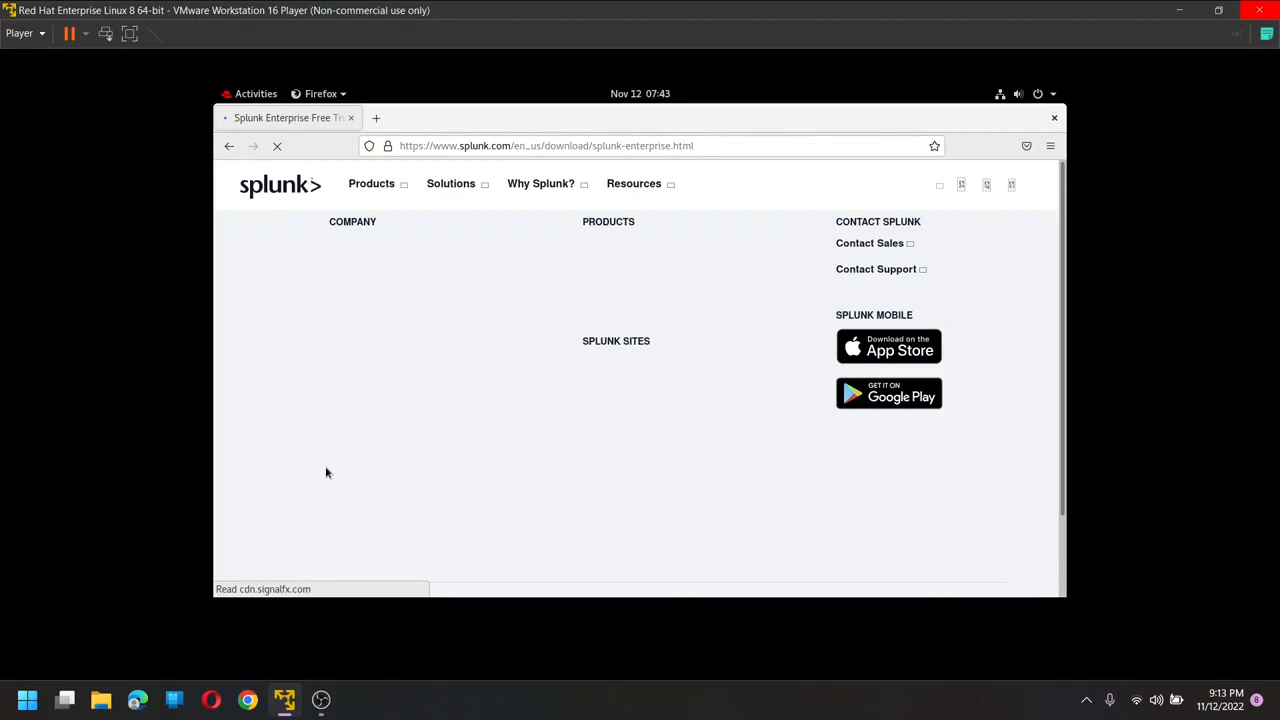 Red Hat Enterprise Linux 8 64-bit - VMware Workstation 16 Player (Non-commercial use only)
Player
Activities
Firefox
Nov 12 07:43
Splunk Enterprise Free Tr
https://www.splunk.com/en_us/download/splunk-enterprise.html
splunk>
Products
Solutions
Why Splunk?
Resources
COMPANY
PRODUCTS
CONTACT SPLUNK
Contact Sales
Contact Support
SPLUNK MOBILE
SPLUNK SITES
Download on the
App Store
GET IT ON
Google Play
Read cdn.signalfx.com
9:13 PM
11/12/2022
8